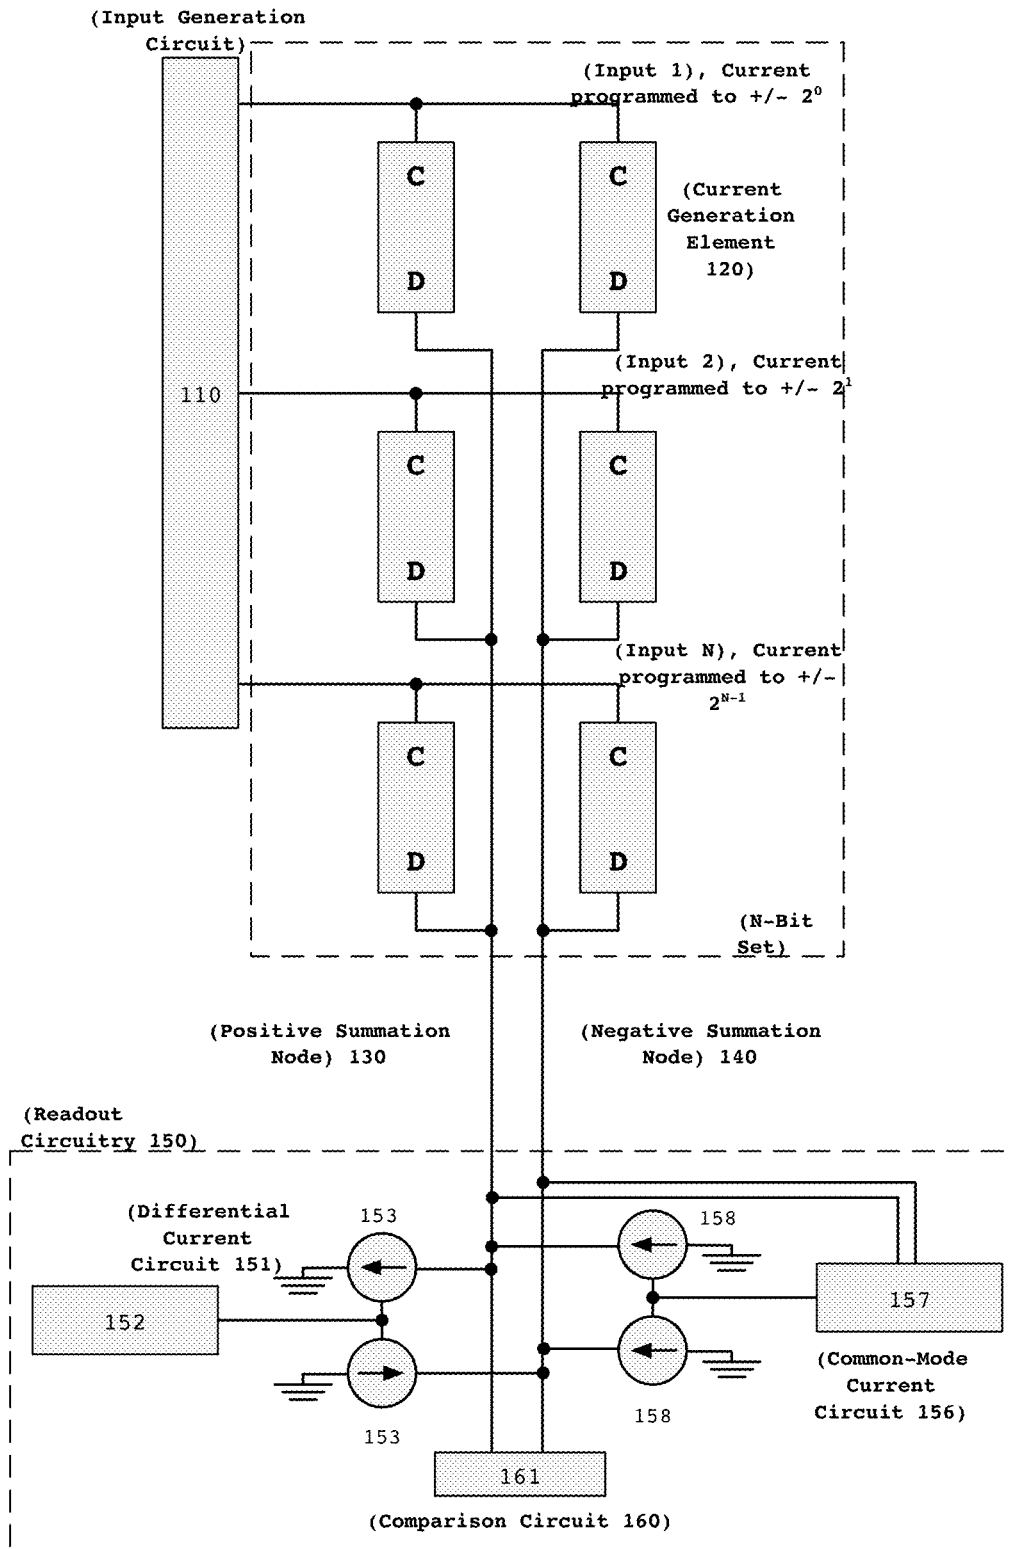 (Input Generation
Circuit)
(Input 1), Current
programmed to +/- 2⁰
C
C
(Current
Generation
Element
120)
D
D
(Input 2), Current
programmed to +/- 2¹
110
C
C
D
D
(Input N), Current
programmed to +/-
2ᴺ⁻¹
C
C
D
D
(N-Bit
Set)
(Positive Summation
Node) 130
(Negative Summation
Node) 140
(Readout
Circuitry 150)
(Differential
Current
Circuit 151)
153
158
152
157
(Common-Mode
Current
Circuit 156)
153
158
161
(Comparison Circuit 160)